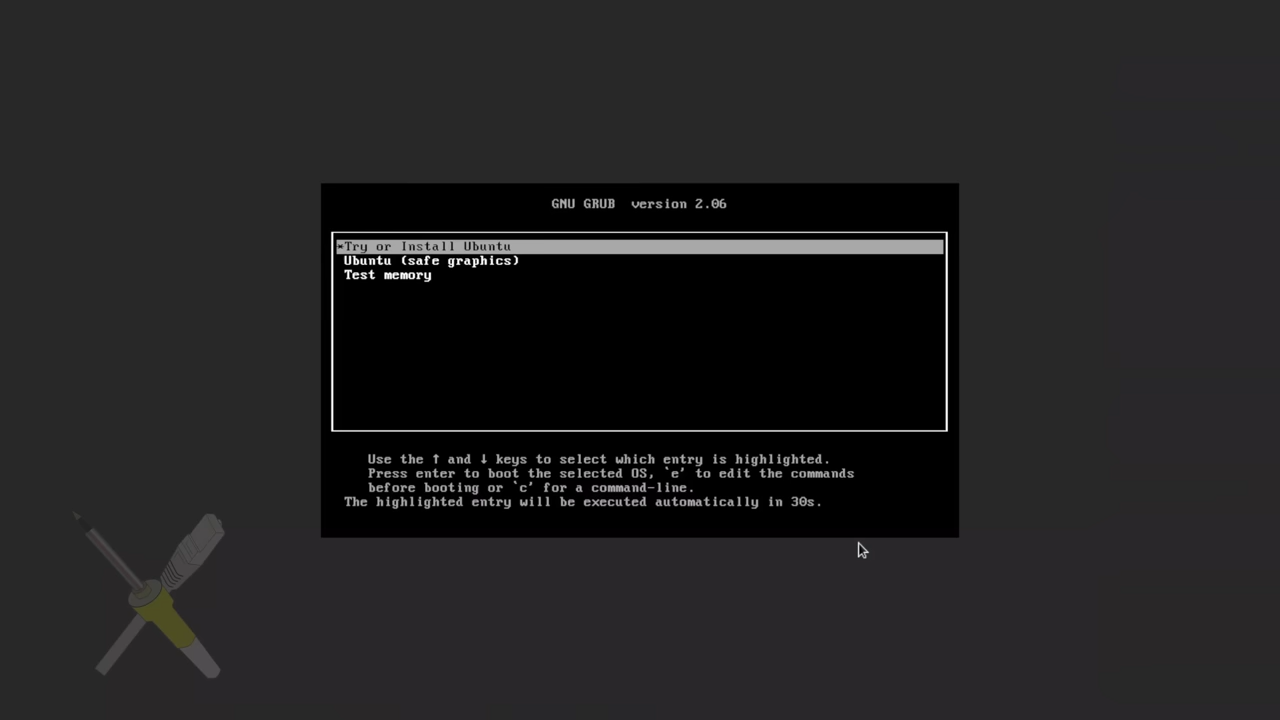 GNU GRUB version 2.06
*Try or Install Ubuntu
Ubuntu (safe graphics)
Test memory
Use the ↑ and ↓ keys to select which entry is highlighted.
Press enter to boot the selected OS, `e' to edit the commands
before booting or `c' for a command-line.
The highlighted entry will be executed automatically in 30s.